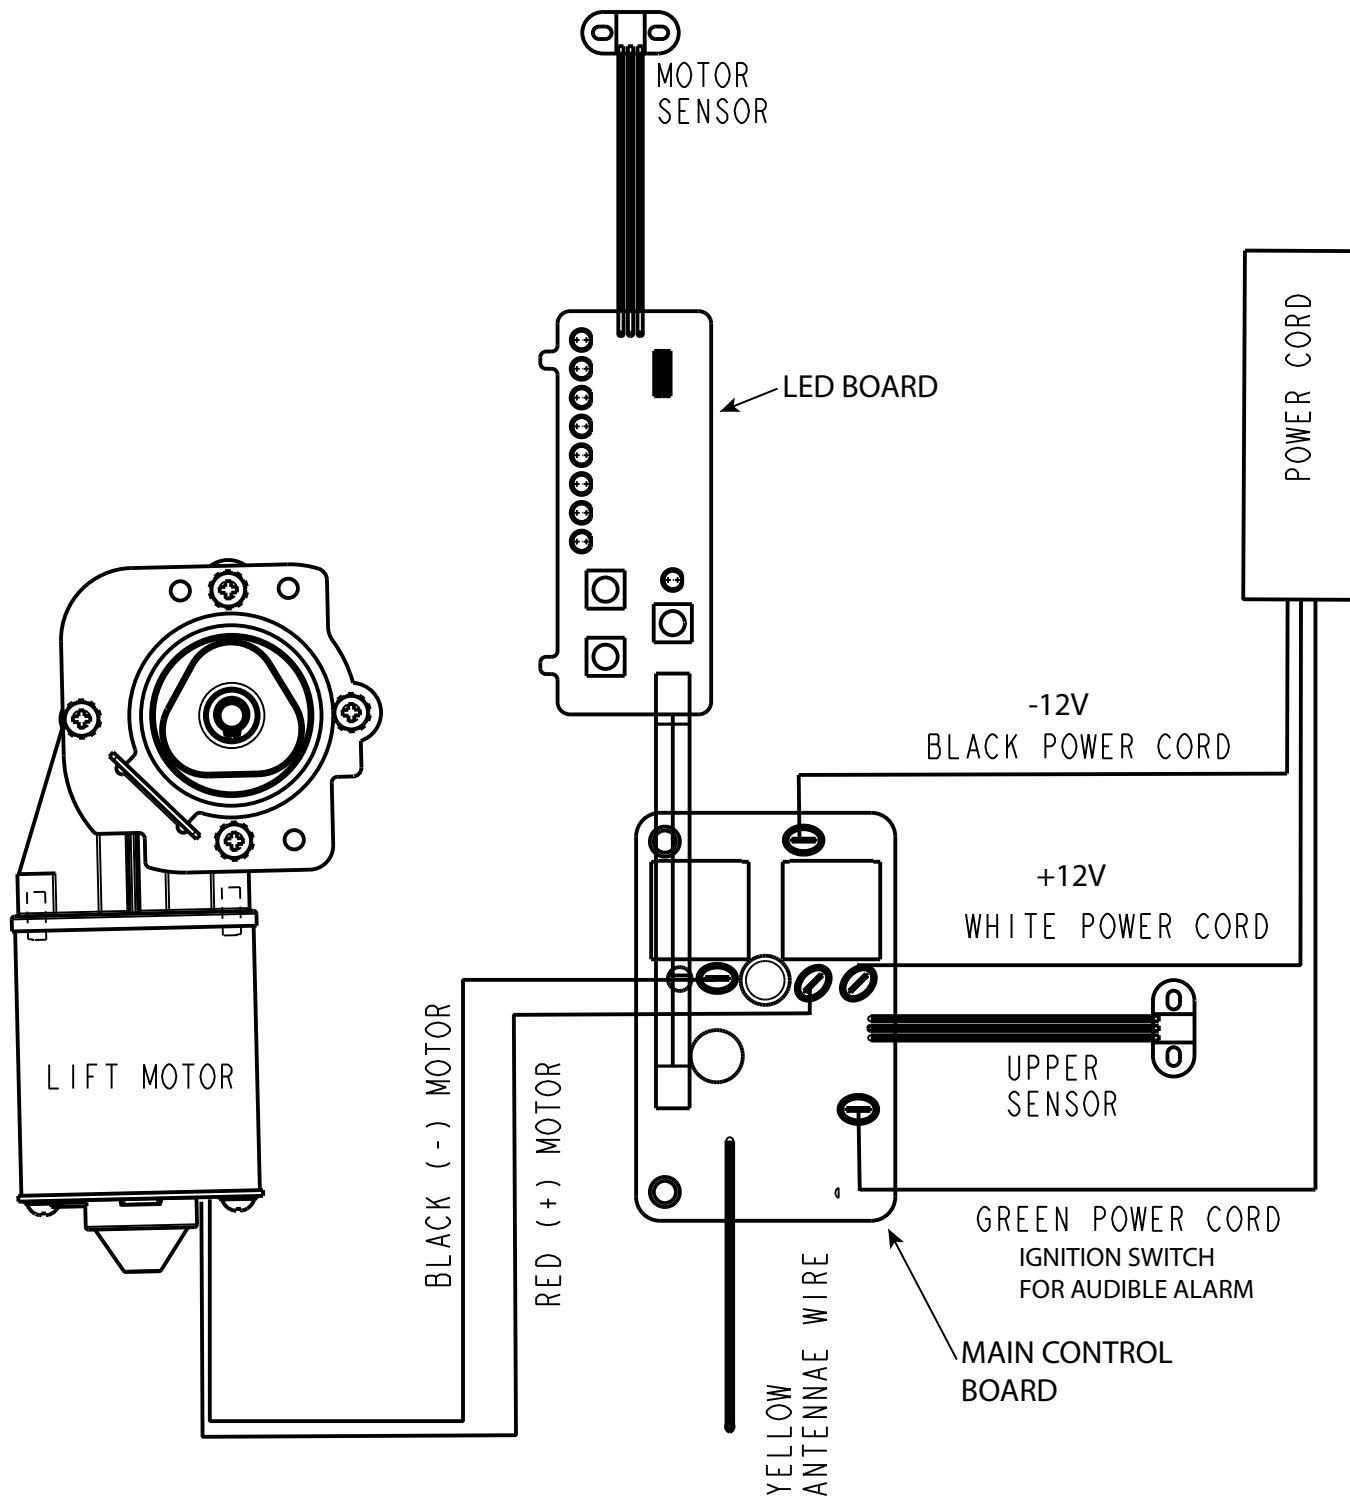 MOTOR
SENSOR
LED BOARD
POWER CORD
-12V
BLACK POWER CORD
+12V
WHITE POWER CORD
LIFT MOTOR
BLACK (-) MOTOR
RED (+) MOTOR
UPPER
SENSOR
GREEN POWER CORD
IGNITION SWITCH
FOR AUDIBLE ALARM
YELLOW
ANTENNAE WIRE
MAIN CONTROL
BOARD